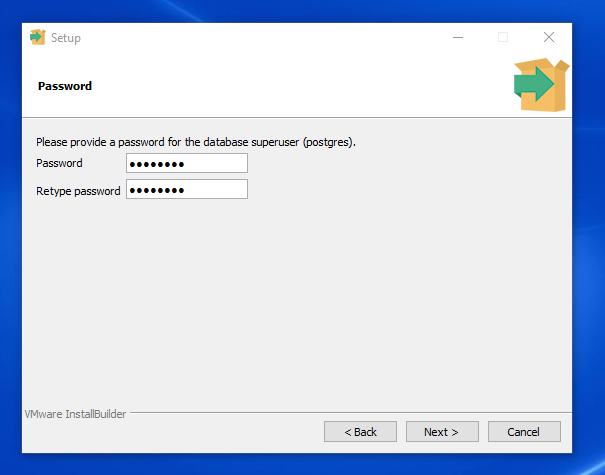 Setup
Password
Please provide a password for the database superuser (postgres).
Password ●●●●●●●●
Retype password ●●●●●●●●
VMware InstallBuilder
< Back Next > Cancel